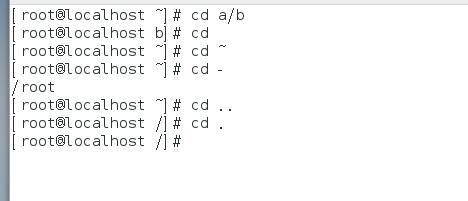 [root@localhost ~]# cd a/b
[root@localhost b]# cd
[root@localhost ~]# cd ~
[root@localhost ~]# cd -
/root
[root@localhost ~]# cd ..
[root@localhost /]# cd .
[root@localhost /]#